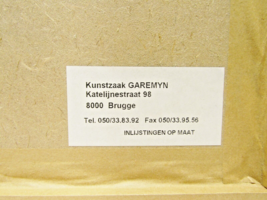 Kunstzaak GAREMYN
Katelijnestraat 98
8000 Brugge
Tel. 050/33.83.92 Fax 050/33.95.56
INLIJSTINGEN OP MAAT